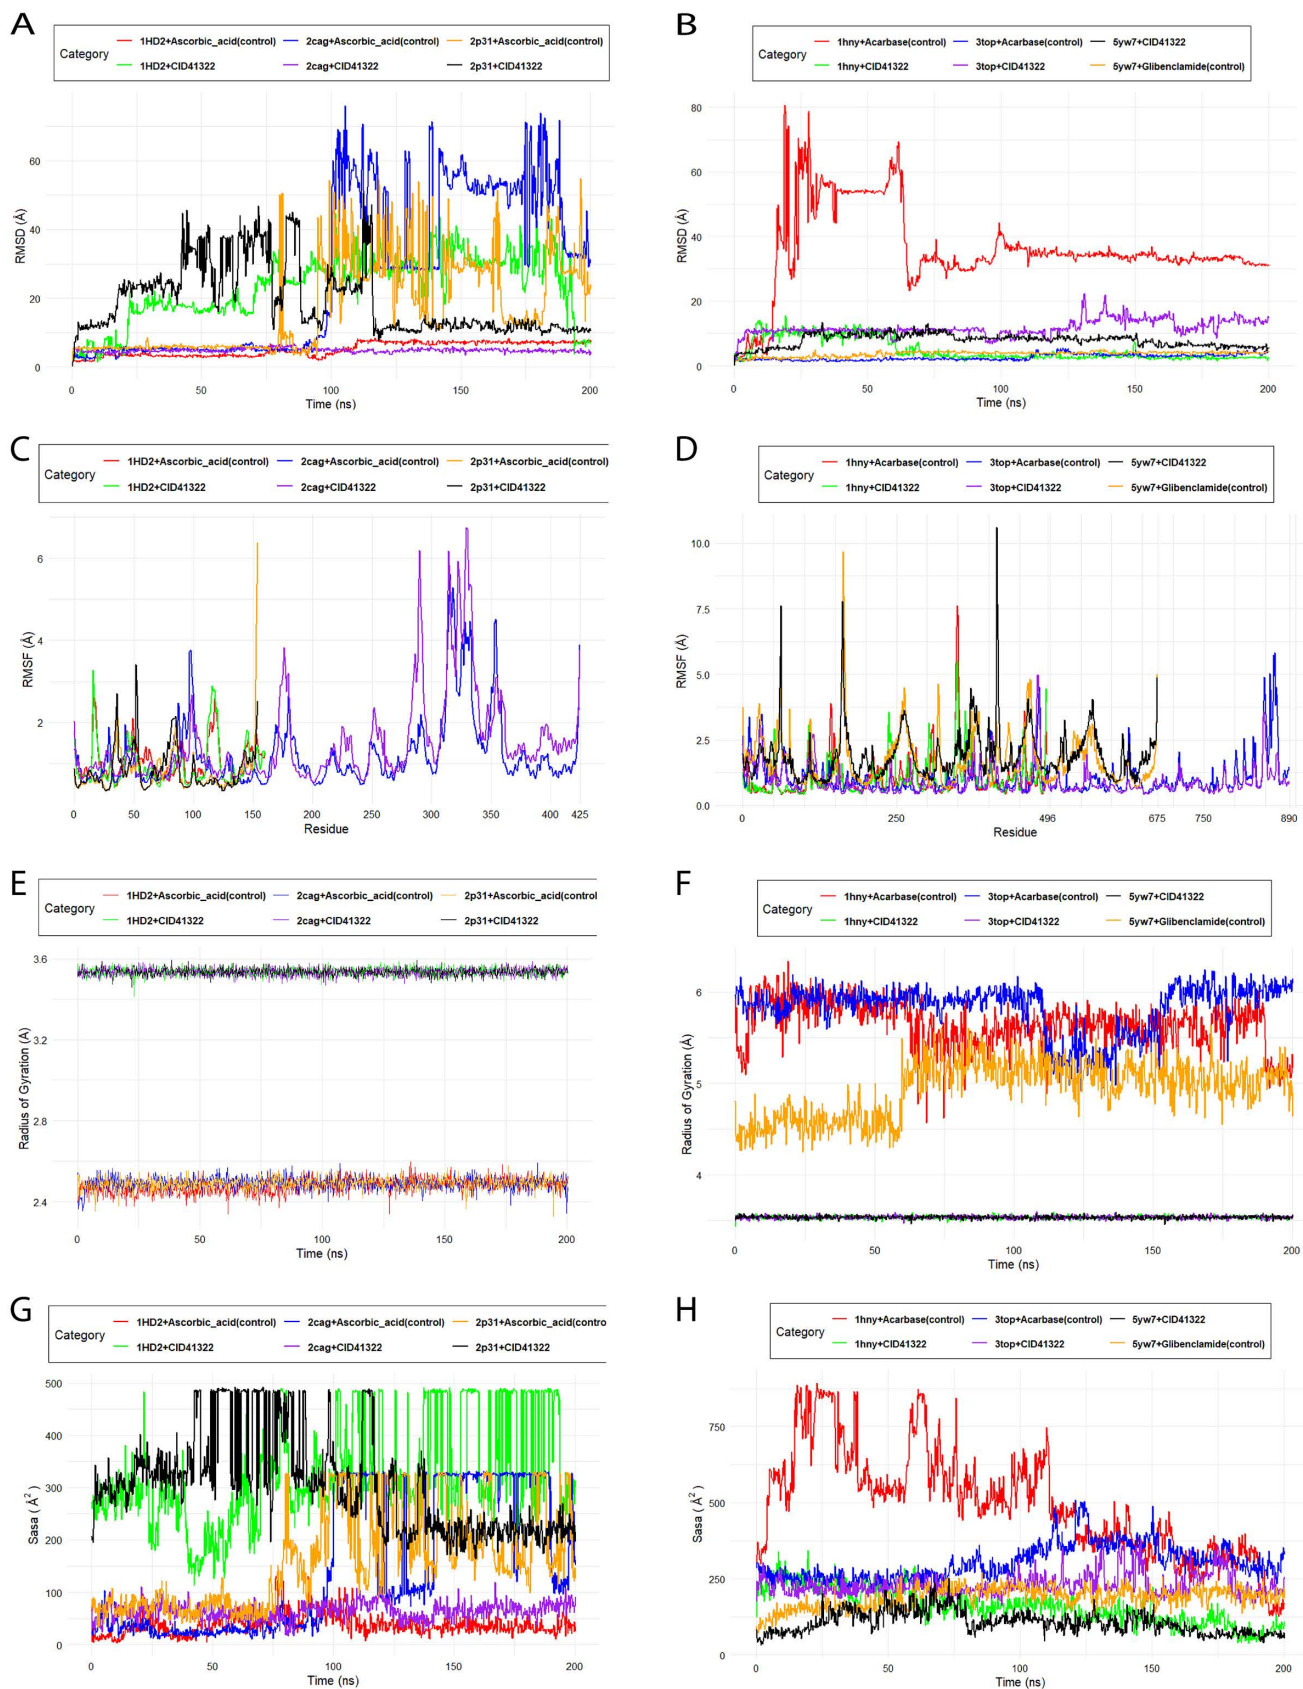 A
Category
1HD2+Ascorbic_acid(control) 2cag+Ascorbic_acid(control) 2p31+Ascorbic_acid(control)
1HD2+CID41322 2cag+CID41322 2p31+CID41322
RMSD (Å)
60
40
20
0
0 50 100 150 200
Time (ns)
B
Category
1hny+Acarbase(control) 3top+Acarbase(control) 5yw7+CID41322
1hny+CID41322 3top+CID41322 5yw7+Glibenclamide(control)
RMSD (Å)
80
60
40
20
0
0 50 100 150 200
Time (ns)
C
Category
1HD2+Ascorbic_acid(control) 2cag+Ascorbic_acid(control) 2p31+Ascorbic_acid(control)
1HD2+CID41322 2cag+CID41322 2p31+CID41322
RMSF (Å)
6
4
2
0 50 100 150 200 250 300 350 400 425
Residue
D
Category
1hny+Acarbase(control) 3top+Acarbase(control) 5yw7+CID41322
1hny+CID41322 3top+CID41322 5yw7+Glibenclamide(control)
RMSF (Å)
10.0
7.5
5.0
2.5
0.0
0 250 496 675 750 890
Residue
E
Category
1HD2+Ascorbic_acid(control) 2cag+Ascorbic_acid(control) 2p31+Ascorbic_acid(control
1HD2+CID41322 2cag+CID41322 2p31+CID41322
Radius of Gyration (Å)
3.6
3.2
2.8
2.4
0 50 100 150 200
Time (ns)
F
Category
1hny+Acarbase(control) 3top+Acarbase(control) 5yw7+CID41322
1hny+CID41322 3top+CID41322 5yw7+Glibenclamide(control)
Radius of Gyration (Å)
6
5
4
0 50 100 150 200
Time (ns)
G
Category
1HD2+Ascorbic_acid(control) 2cag+Ascorbic_acid(control) 2p31+Ascorbic_acid(contro
1HD2+CID41322 2cag+CID41322 2p31+CID41322
Sasa ( Å² )
500
400
300
200
100
0
0 50 100 150 200
Time (ns)
H
Category
1hny+Acarbase(control) 3top+Acarbase(control) 5yw7+CID41322
1hny+CID41322 3top+CID41322 5yw7+Glibenclamide(control)
Sasa ( Å² )
750
500
250
0
0 50 100 150 200
Time (ns)